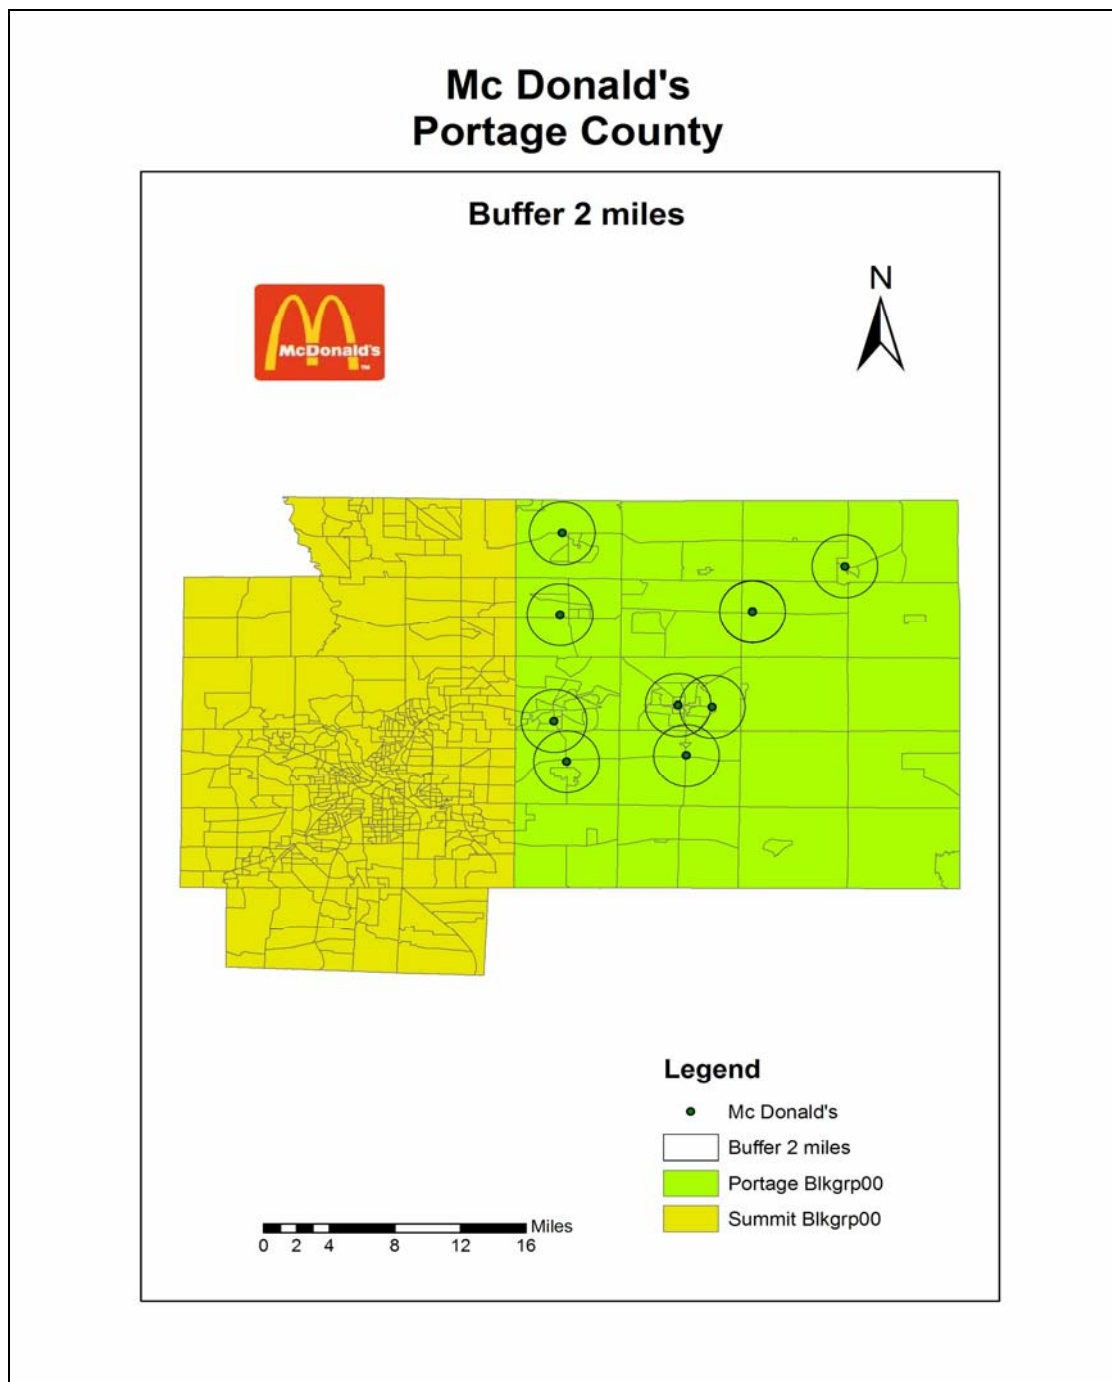 Mc Donald's
Portage County
Buffer 2 miles
N
McDonald's
TM
Legend
Mc Donald's
Buffer 2 miles
Portage Blkgrp00
Summit Blkgrp00
Miles
0 2 4 8 12 16